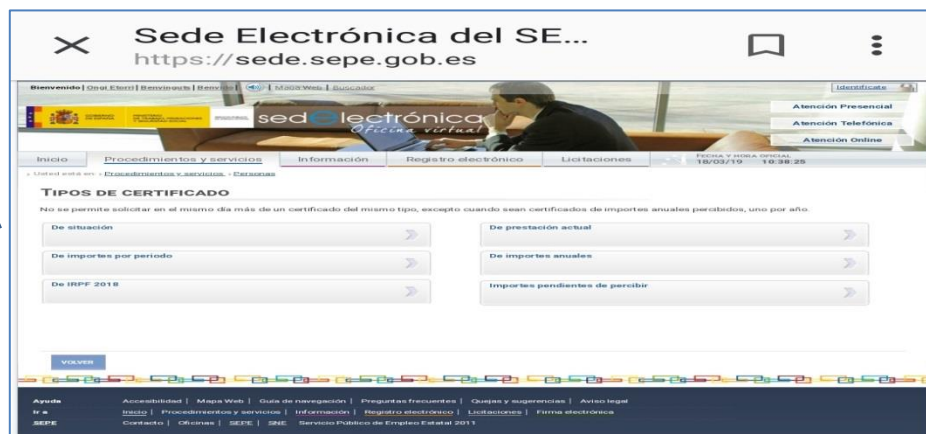 Sede Electrónica del SE...
https://sede.sepe.gob.es
Bienvenido | Ongi Etorri | Benvinguts | Benvido | Mapa Web | Buscador
Identifícate
Atención Presencial
Atención Telefónica
Atención Online
sede electrónica
Oficina virtual
Inicio Procedimientos y servicios Información Registro electrónico Licitaciones
FECHA Y HORA OFICIAL
18/03/19 10:38:25
Usted está en: Procedimientos y servicios. Personas
TIPOS DE CERTIFICADO
No se permite solicitar en el mismo día más de un certificado del mismo tipo, excepto cuando sean certificados de importes anuales percibidos, uno por año.
De situación
De prestación actual
De importes por periodo
De importes anuales
De IRPF 2018
Importes pendientes de percibir
VOLVER
Ayuda Accesibilidad | Mapa Web | Guía de navegación | Preguntas frecuentes | Quejas y sugerencias | Aviso legal
Ir a Inicio | Procedimientos y servicios | Información | Registro electrónico | Licitaciones | Firma electrónica
SEPE Contacto | Oficinas | SEPE | SNE Servicio Público de Empleo Estatal 2011